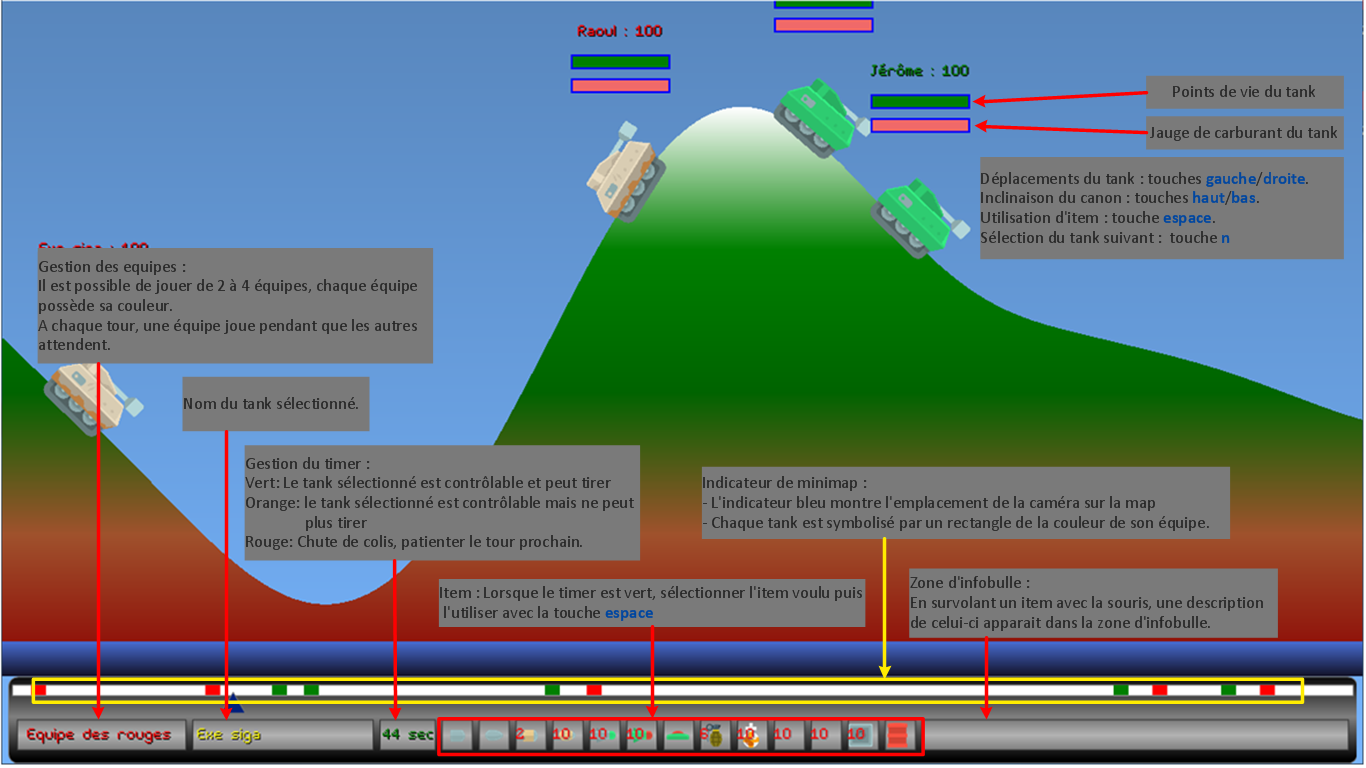 Raoul : 100
Jérôme : 100
Points de vie du tank
Jauge de carburant du tank
Déplacements du tank : touches gauche/droite.
Inclinaison du canon : touches haut/bas.
Utilisation d'item : touche espace.
Sélection du tank suivant : touche n
Exe siga : 100
Gestion des equipes :
Il est possible de jouer de 2 à 4 équipes, chaque équipe
possède sa couleur.
A chaque tour, une équipe joue pendant que les autres
attendent.
Nom du tank sélectionné.
Gestion du timer :
Vert: Le tank sélectionné est contrôlable et peut tirer
Orange: le tank sélectionné est contrôlable mais ne peut
plus tirer
Rouge: Chute de colis, patienter le tour prochain.
Indicateur de minimap :
- L'indicateur bleu montre l'emplacement de la caméra sur la map
- Chaque tank est symbolisé par un rectangle de la couleur de son équipe.
Item : Lorsque le timer est vert, sélectionner l'item voulu puis
l'utiliser avec la touche espace
Zone d'infobulle :
En survolant un item avec la souris, une description
de celui-ci apparait dans la zone d'infobulle.
Equipe des rouges
Exe siga
44 sec
2 10 10 10 10 10 10 10